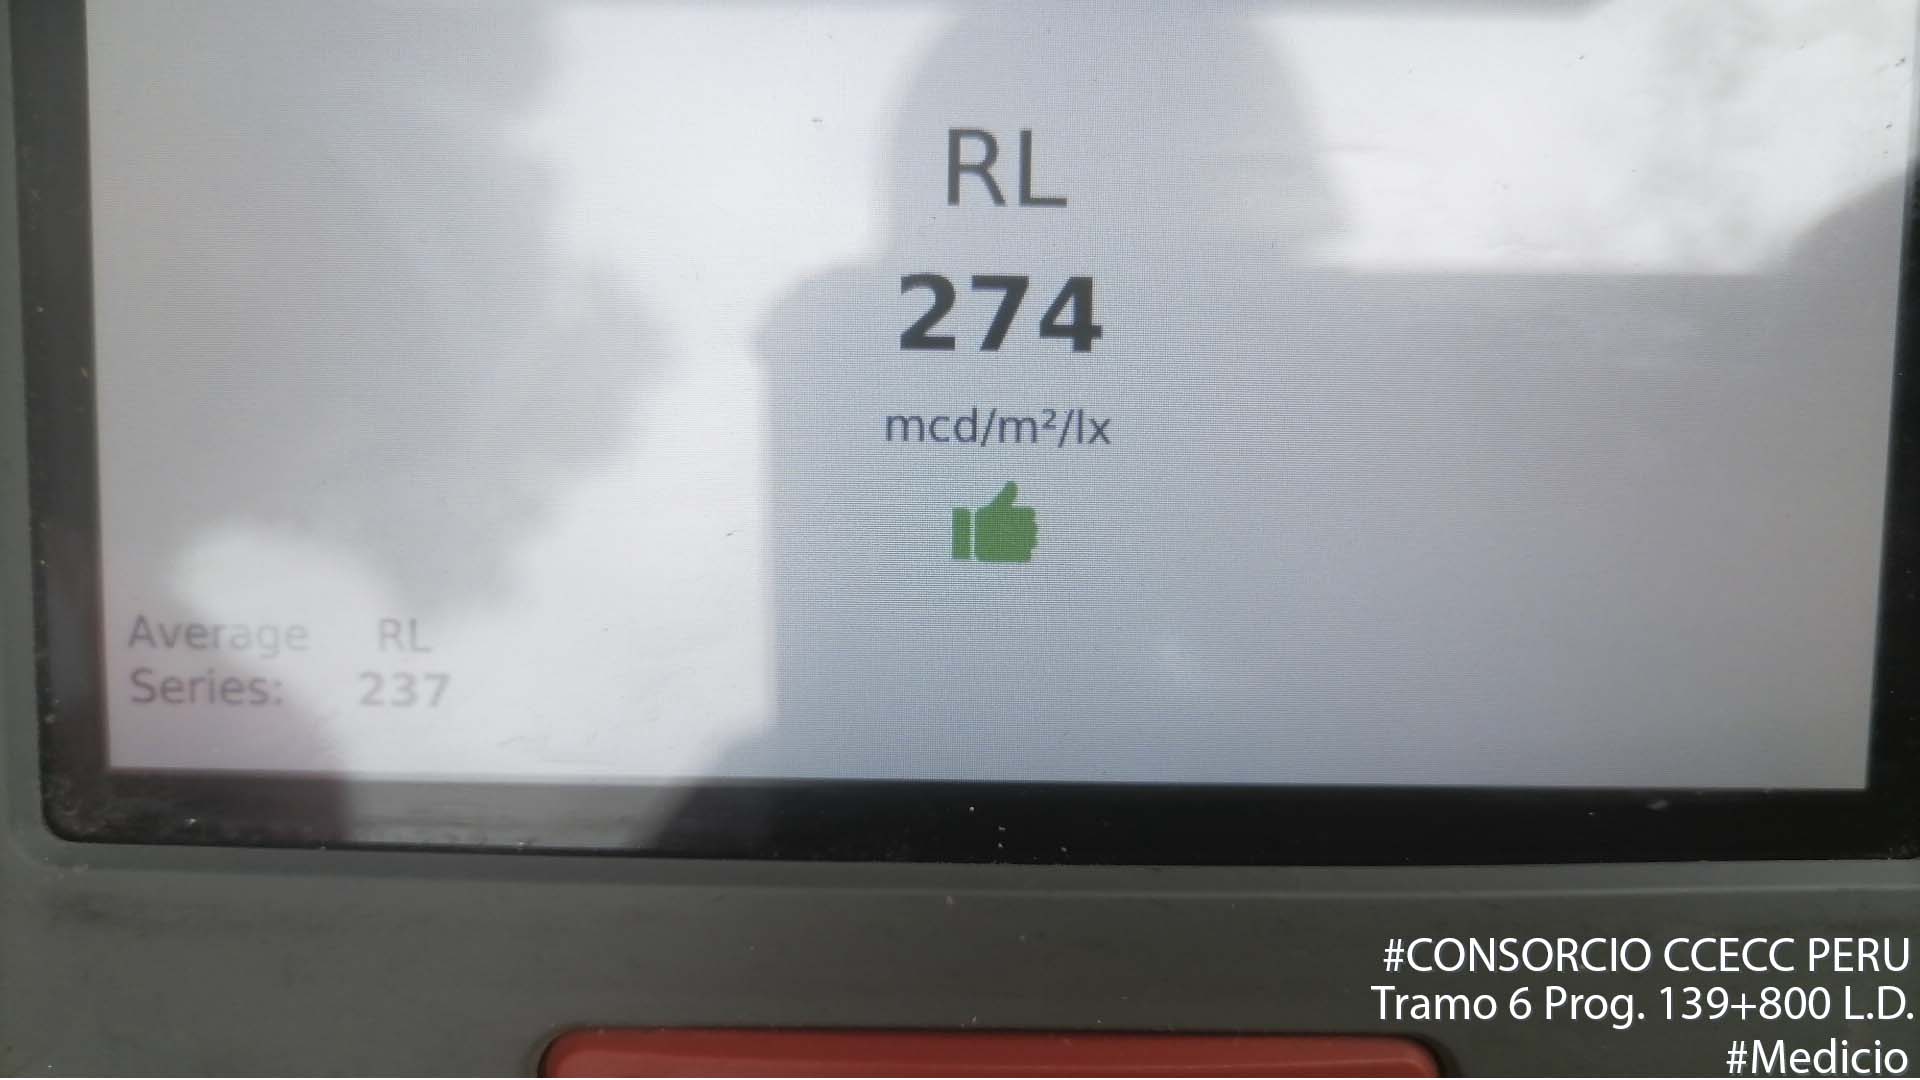 RL
274
mcd/m²/lx
Average RL
Series: 237
#CONSORCIO CCECC PERU
Tramo 6 Prog. 139+800 L.D.
#Medicio